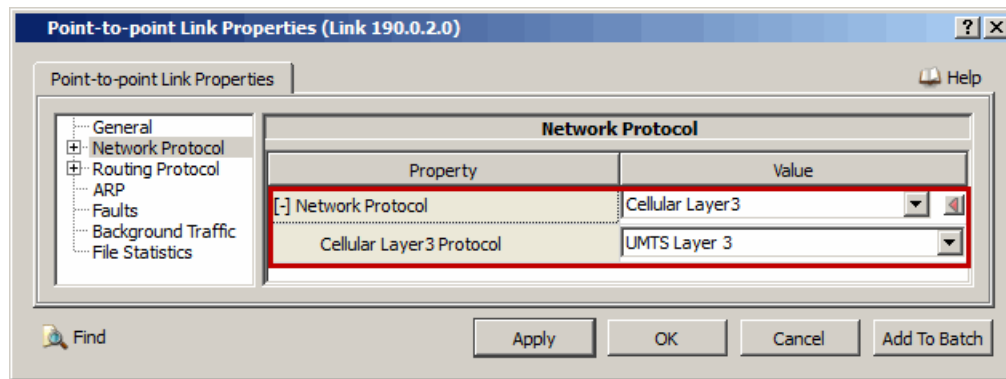 Point-to-point Link Properties (Link 190.0.2.0)
Point-to-point Link Properties
Help
General
Network Protocol
Routing Protocol
ARP
Faults
Background Traffic
File Statistics
Network Protocol
Property Value
[-] Network Protocol Cellular Layer3
Cellular Layer3 Protocol UMTS Layer 3
Find Apply OK Cancel Add To Batch